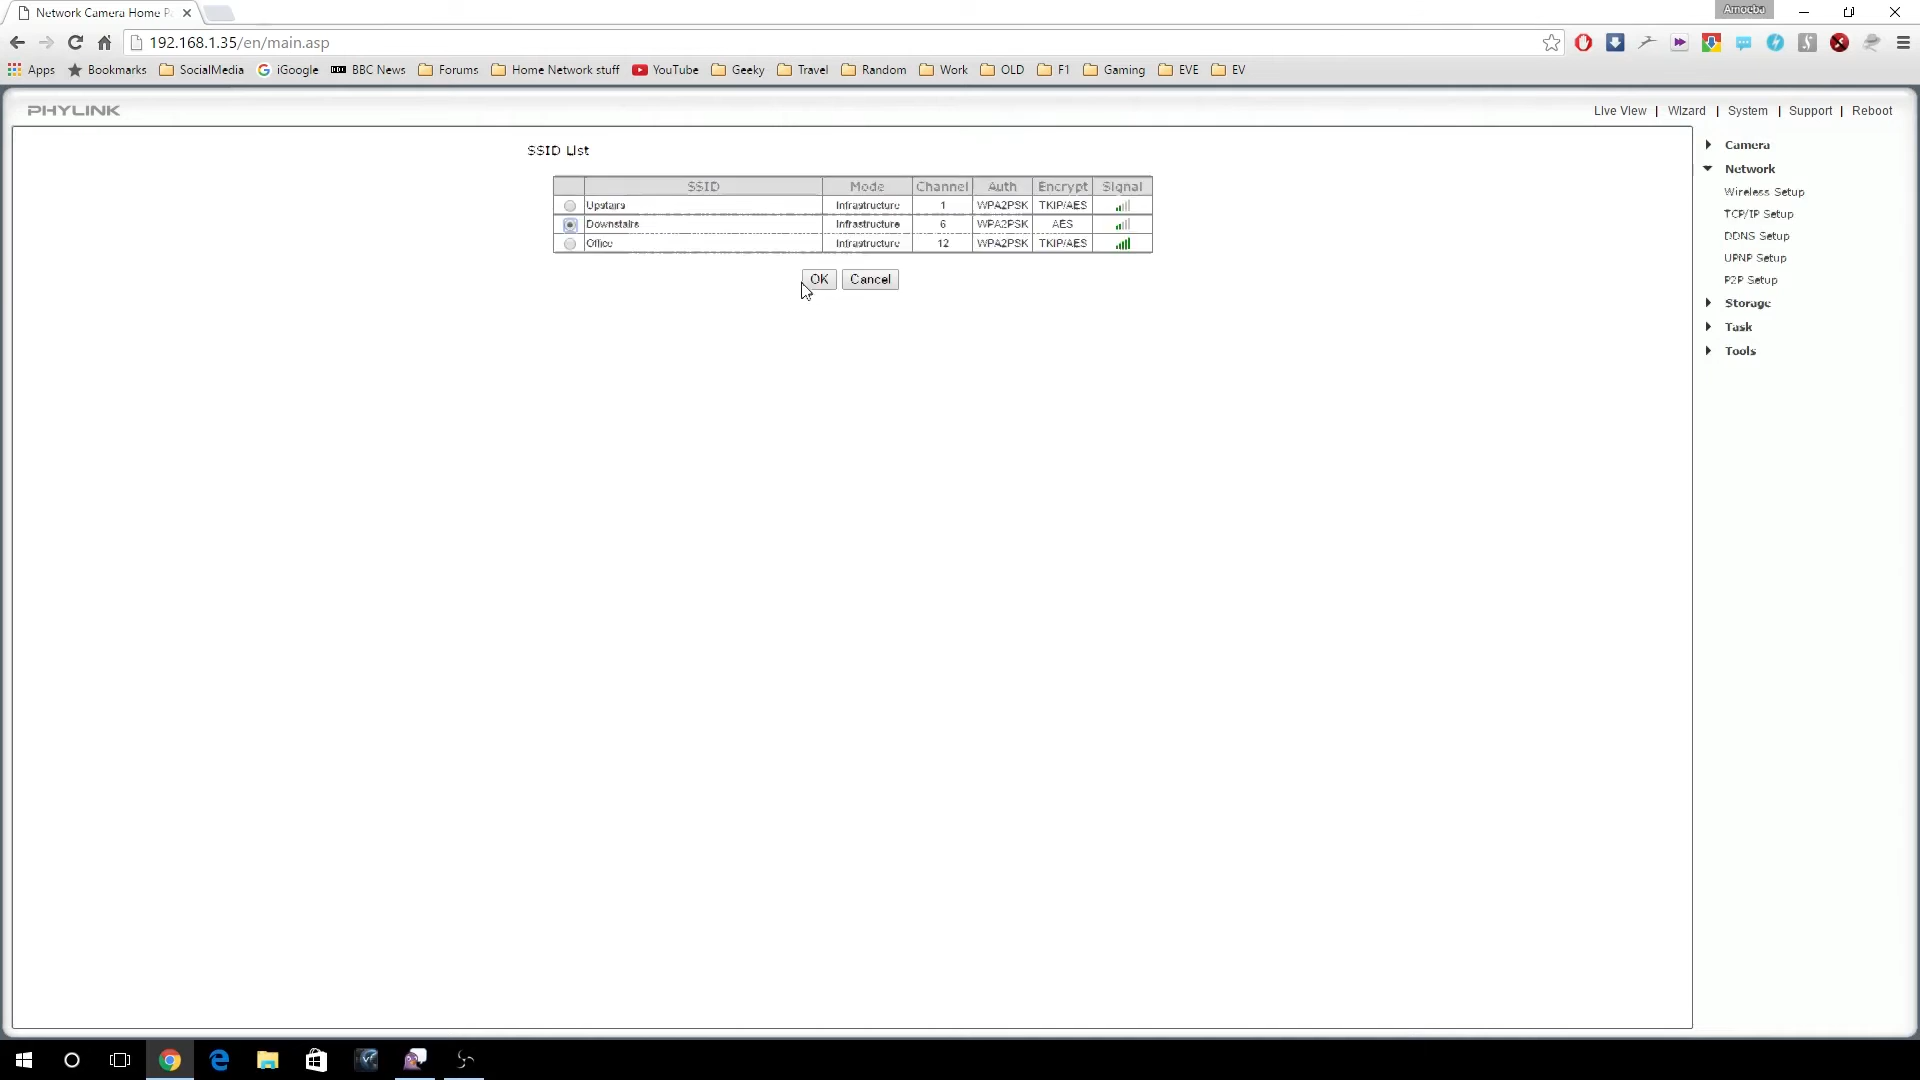 Network Camera Home P
Amoeba
192.168.1.35/en/main.asp
Apps Bookmarks SocialMedia iGoogle BBC News Forums Home Network stuff YouTube Geeky Travel Random Work OLD F1 Gaming EVE EV
PHYLINK
Live View | Wizard | System | Support | Reboot
SSID List
SSID Mode Channel Auth Encrypt Signal
Upstairs Infrastructure 1 WPA2PSK TKIP/AES
Downstairs Infrastructure 6 WPA2PSK AES
Office Infrastructure 12 WPA2PSK TKIP/AES
OK Cancel
Camera
Network
Wireless Setup
TCP/IP Setup
DDNS Setup
UPNP Setup
P2P Setup
Storage
Task
Tools